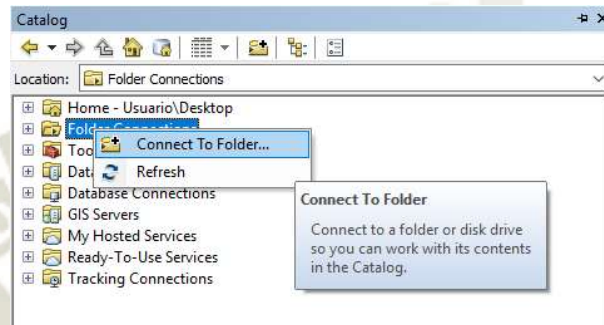 Catalog
Location: Folder Connections
Home - Usuario\Desktop
Folder Connections
Connect To Folder...
Refresh
Database Connections
GIS Servers
My Hosted Services
Ready-To-Use Services
Tracking Connections
Connect To Folder
Connect to a folder or disk drive
so you can work with its contents
in the Catalog.